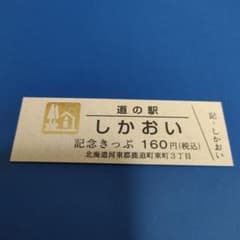 道の駅
しかおい
記念きっぷ 160円(税込)
北海道河東郡鹿追町東町3丁目
記・しかおい